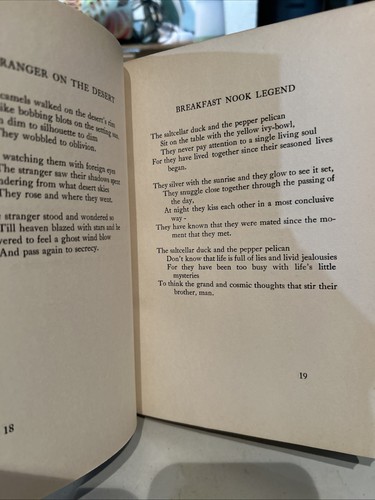 RANGER ON THE DESERT
camels walked on the desert's rim
like bobbing blots on the setting sun,
dim to silhouette to dim
They wobbled to oblivion.
watching them with foreign eyes
The stranger saw their shadows
ndering from what desert skies
They rose and where they went.
stranger stood and wondered so
Till heaven blazed with stars and he
vered to feel a ghost wind blow
And pass again to secrecy.
18
BREAKFAST NOOK LEGEND
The saltcellar duck and the pepper pelican
Sit on the table with the yellow ivy-bowl,
They never pay attention to a single living soul
For they have lived together since their seasoned lives
began.
They silver with the sunrise and they glow to see it set,
They snuggle close together through the passing of
the day,
At night they kiss each other in a most conclusive
way -
They have known that they were mated since the mo-
ment that they met.
The saltcellar duck and the pepper pelican
Don't know that life is full of lies and livid jealousies
For they have been too busy with life's little
mysteries
To think the grand and cosmic thoughts that stir their
brother, man.
19